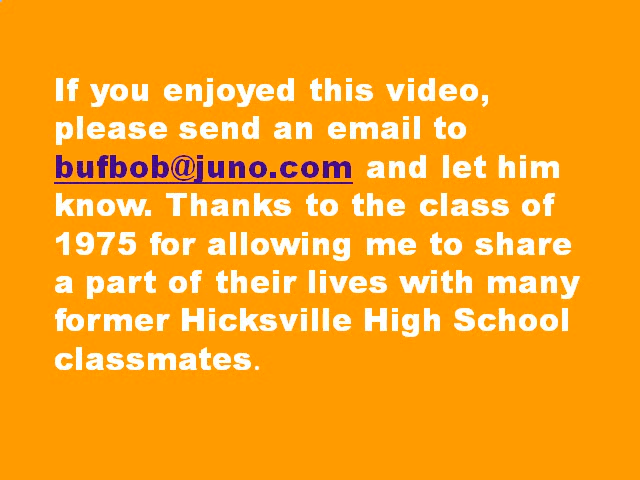 If you enjoyed this video,
please send an email to
bufbob@juno.com and let him
know. Thanks to the class of
1975 for allowing me to share
a part of their lives with many
former Hicksville High School
classmates.